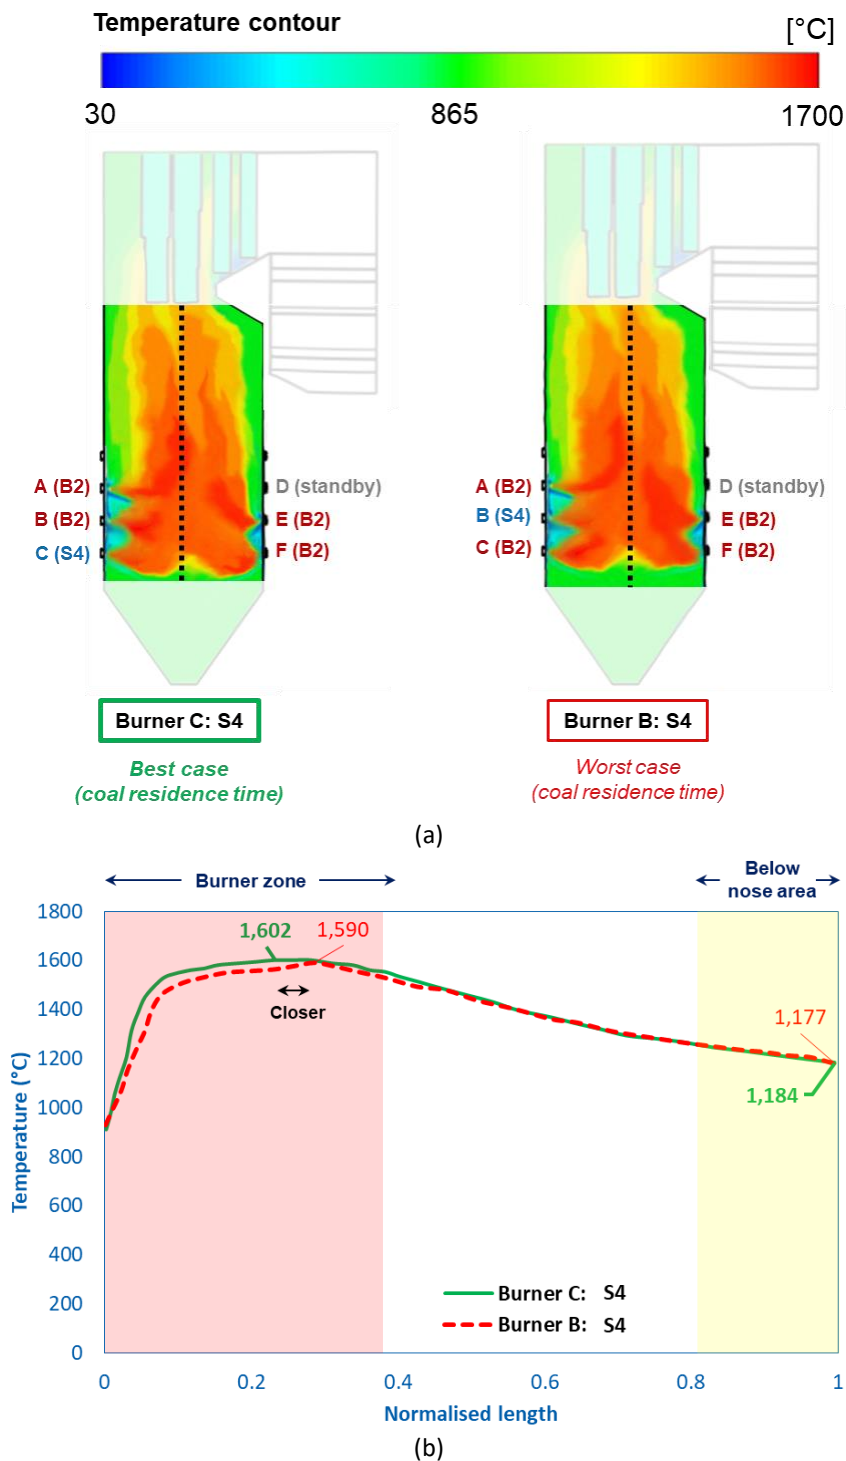 Temperature contour
[°C]
30
865
1700
A (B2)
D (standby)
B (B2)
E (B2)
C (S4)
F (B2)
A (B2)
D (standby)
B (S4)
E (B2)
C (B2)
F (B2)
Burner C: S4
Burner B: S4
Best case
(coal residence time)
Worst case
(coal residence time)
(a)
Burner zone
Below
nose area
1800
1600
1400
1200
1000
800
600
400
200
0
Temperature (°C)
1,602
1,590
Closer
1,177
1,184
Burner C: S4
Burner B: S4
0
0.2
0.4
0.6
0.8
1
Normalised length
(b)